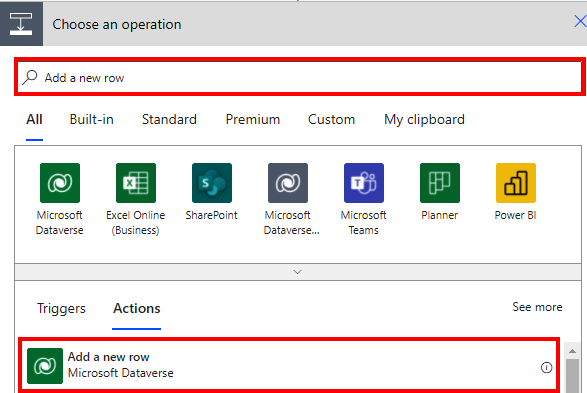 Choose an operation
Add a new row
All Built-in Standard Premium Custom My clipboard
Microsoft Dataverse
Excel Online (Business)
SharePoint
Microsoft Dataverse...
Microsoft Teams
Planner
Power BI
Triggers Actions See more
Add a new row
Microsoft Dataverse